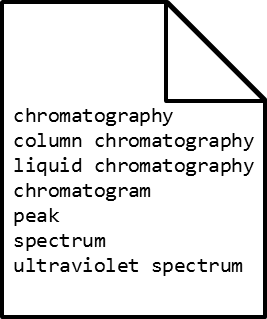 chromatography
column chromatography
liquid chromatography
chromatogram
peak
spectrum
ultraviolet spectrum